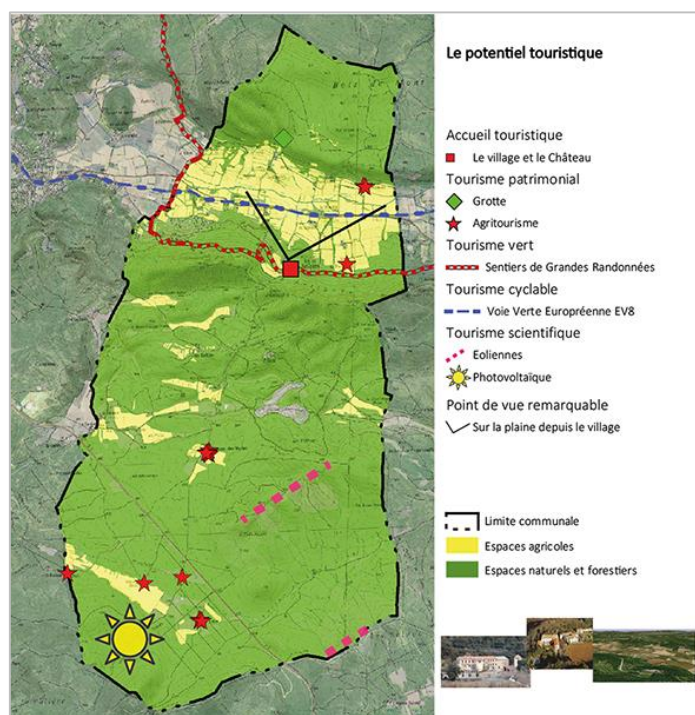 Le potentiel touristique
Accueil touristique
Le village et le Château
Tourisme patrimonial
Grotte
Agritourisme
Tourisme vert
Sentiers de Grandes Randonnées
Tourisme cyclable
Voie Verte Européenne EV8
Tourisme scientifique
Eoliennes
Photovoltaïque
Point de vue remarquable
Sur la plaine depuis le village
Limite communale
Espaces agricoles
Espaces naturels et forestiers